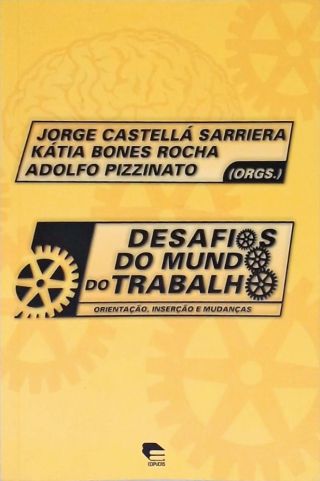 JORGE CASTELLÁ SARRIERA
KÁTIA BONES ROCHA
ADOLFO PIZZINATO (ORGS.)
DESAFIOS
DO MUNDO
DO TRABALHO
ORIENTAÇÃO, INSERÇÃO E MUDANÇAS
EDIPUCRS